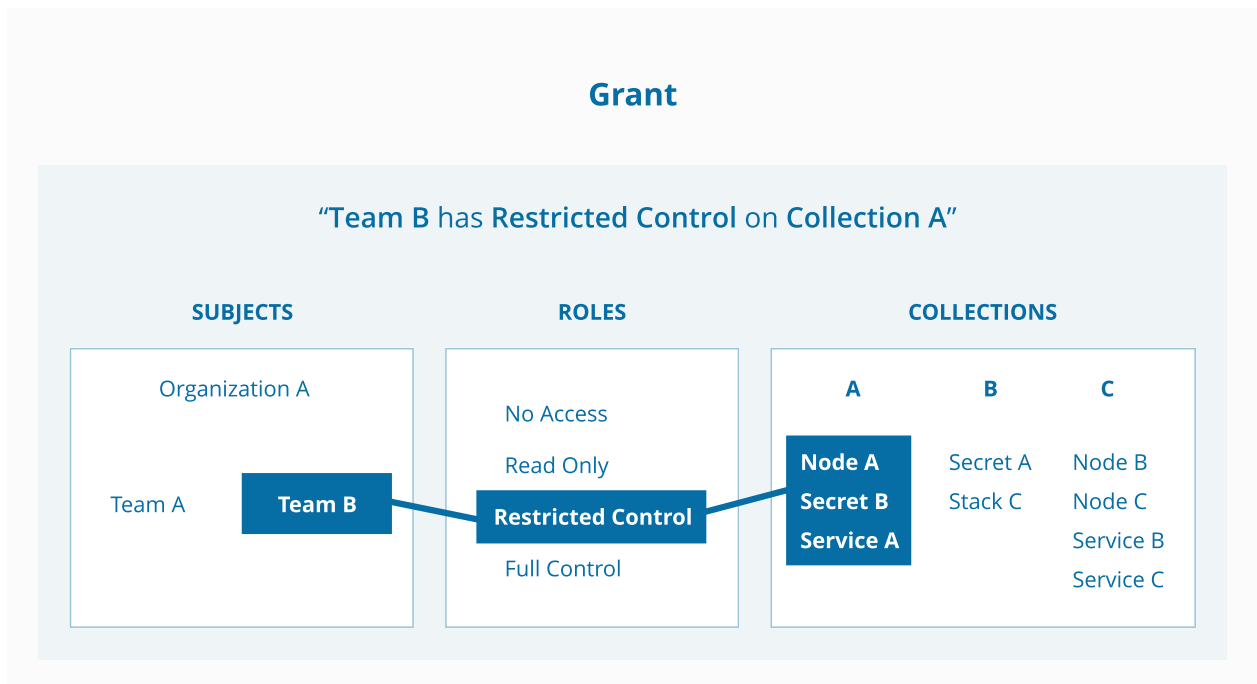 Grant
“Team B has Restricted Control on Collection A”
SUBJECTS
Organization A
Team A
Team B
ROLES
No Access
Read Only
Restricted Control
Full Control
COLLECTIONS
A
Node A
Secret B
Service A
B
Secret A
Stack C
C
Node B
Node C
Service B
Service C